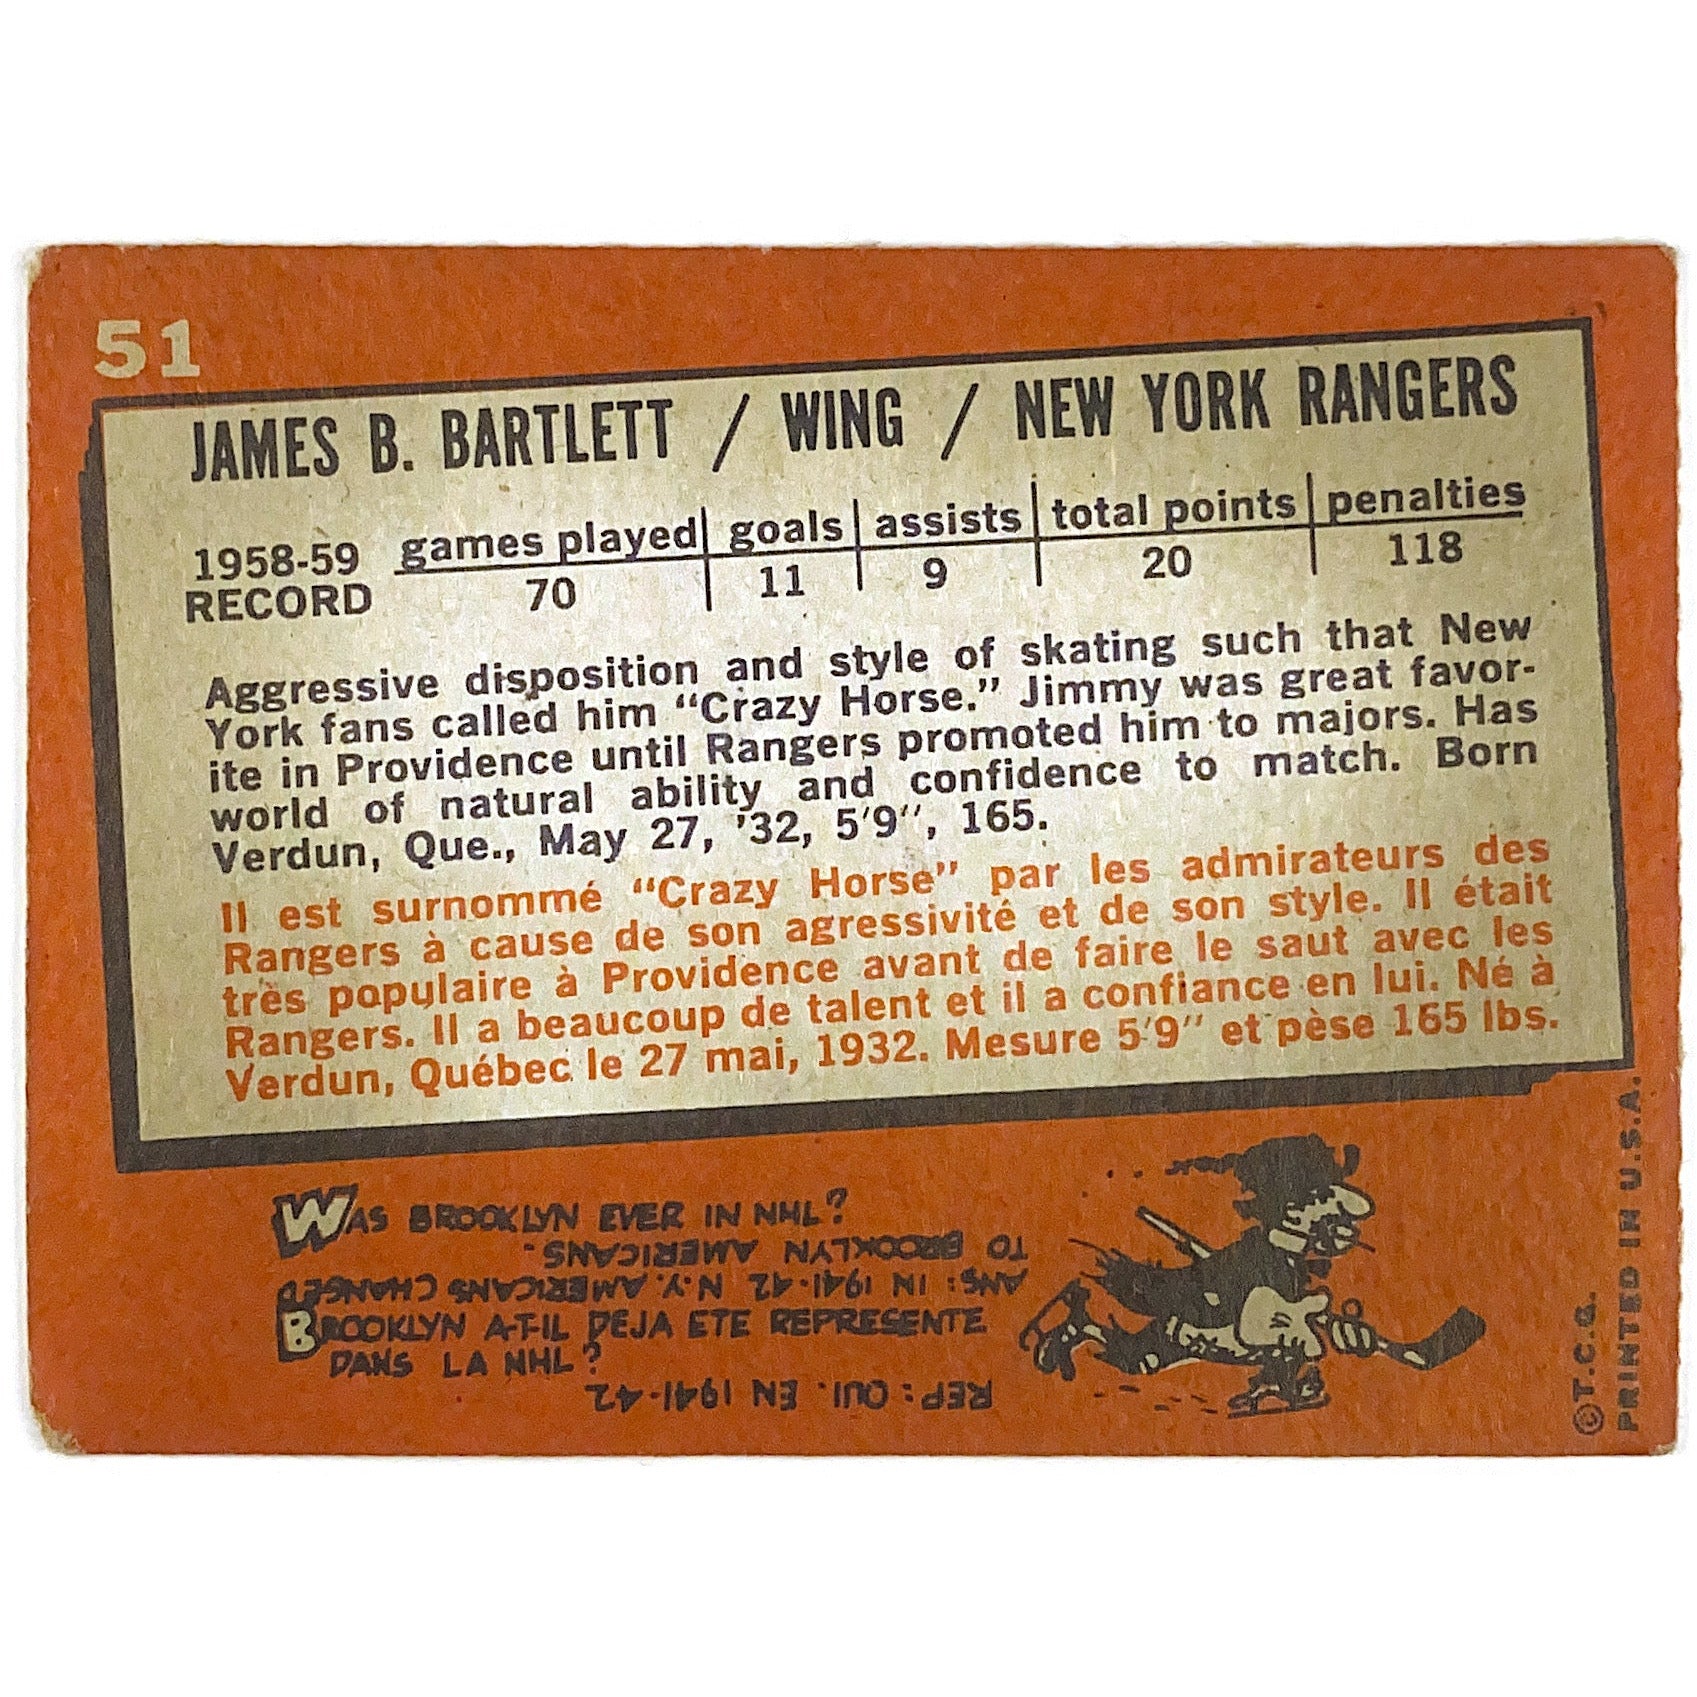 51
JAMES B. BARTLETT / WING / NEW YORK RANGERS
1958-59 RECORD
games played | goals | assists | total points | penalties
70 | 11 | 9 | 20 | 118
Aggressive disposition and style of skating such that New
York fans called him “Crazy Horse.” Jimmy was great favor-
ite in Providence until Rangers promoted him to majors. Has
world of natural ability and confidence to match. Born
Verdun, Que., May 27, '32, 5'9", 165.
Il est surnommé “Crazy Horse” par les admirateurs des
Rangers à cause de son agressivité et de son style. Il était
très populaire à Providence avant de faire le saut avec les
Rangers. Il a beaucoup de talent et il a confiance en lui. Né à
Verdun, Québec le 27 mai, 1932. Mesure 5'9" et pèse 165 lbs.
WAS BROOKLYN EVER IN NHL?
ANS: IN 1941-42. N.Y. AMERICANS CHANGED
TO BROOKLYN AMERICANS.
BROOKLYN A-T-IL DEJA ETE REPRESENTE
DANS LA NHL?
REP: OUI. EN 1941-42
©T.C.G.
PRINTED IN U.S.A.